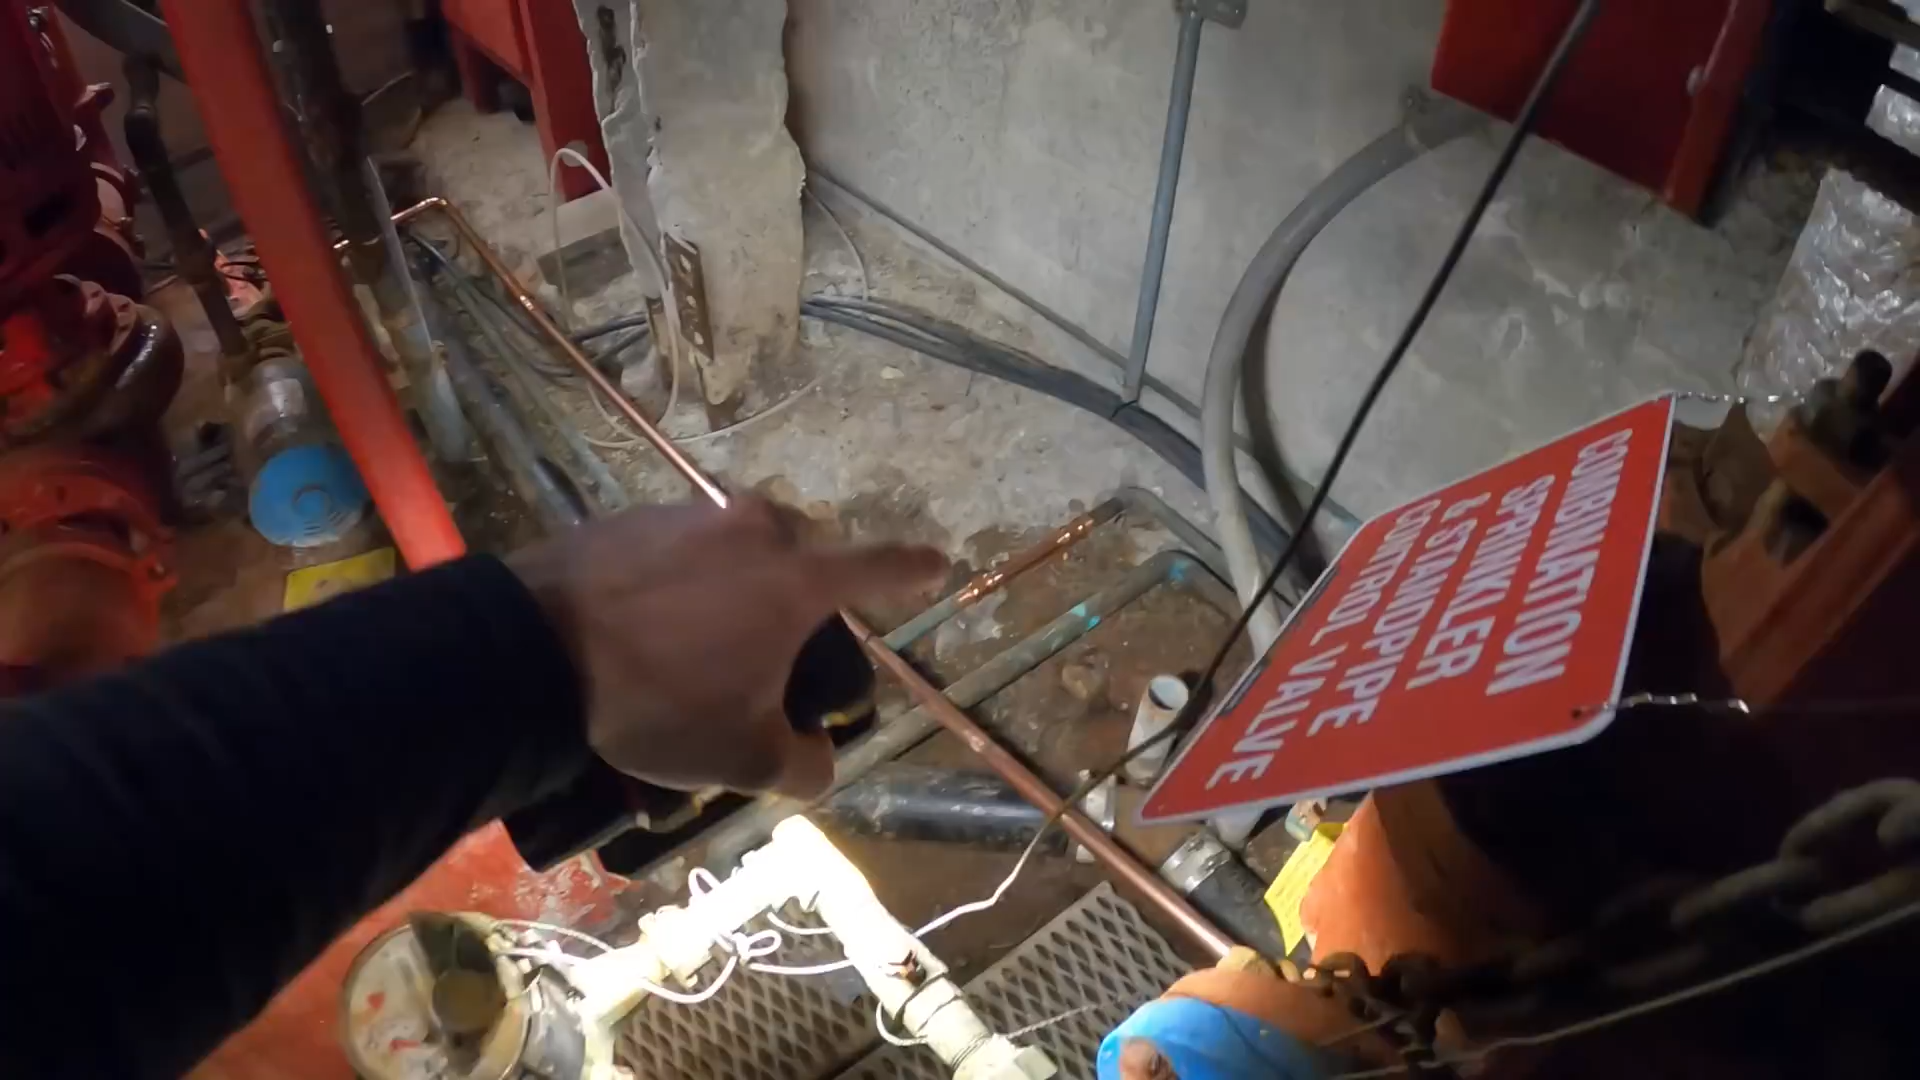 COMBINATION
SPRINKLER
& STANDPIPE
CONTROL VALVE